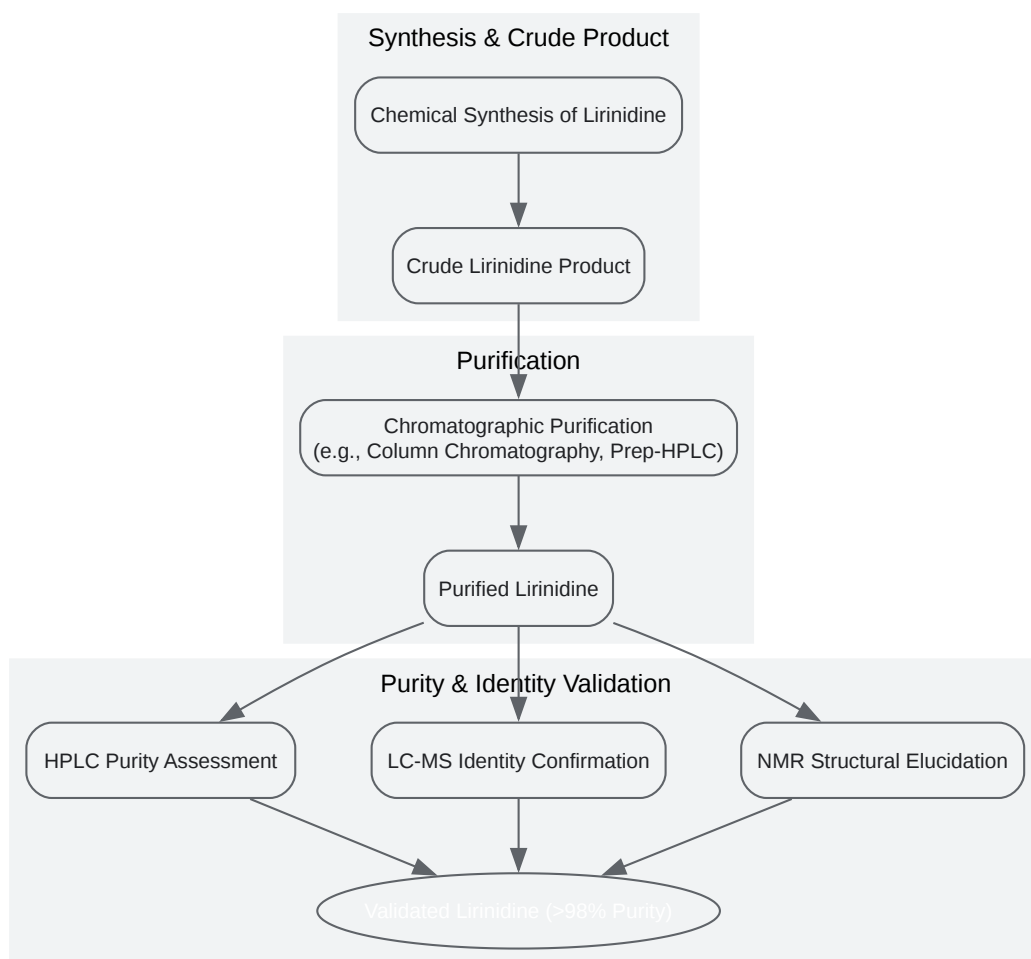 Synthesis & Crude Product
Chemical Synthesis of Lirinidine
Crude Lirinidine Product
Purification
Chromatographic Purification
(e.g., Column Chromatography, Prep-HPLC)
Purified Lirinidine
Purity & Identity Validation
HPLC Purity Assessment
LC-MS Identity Confirmation
NMR Structural Elucidation
Validated Lirinidine (>98% Purity)